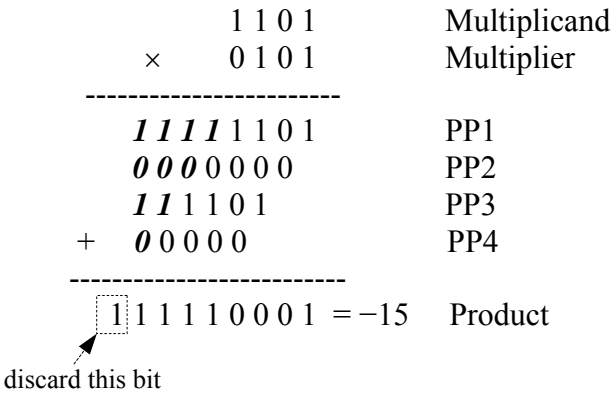 1 1 0 1 Multiplicand
× 0 1 0 1 Multiplier
------------------------
1 1 1 1 1 1 0 1 PP1
0 0 0 0 0 0 0 PP2
1 1 1 1 0 1 PP3
+ 0 0 0 0 0 PP4
--------------------------
1 1 1 1 1 0 0 0 1 = −15 Product
discard this bit